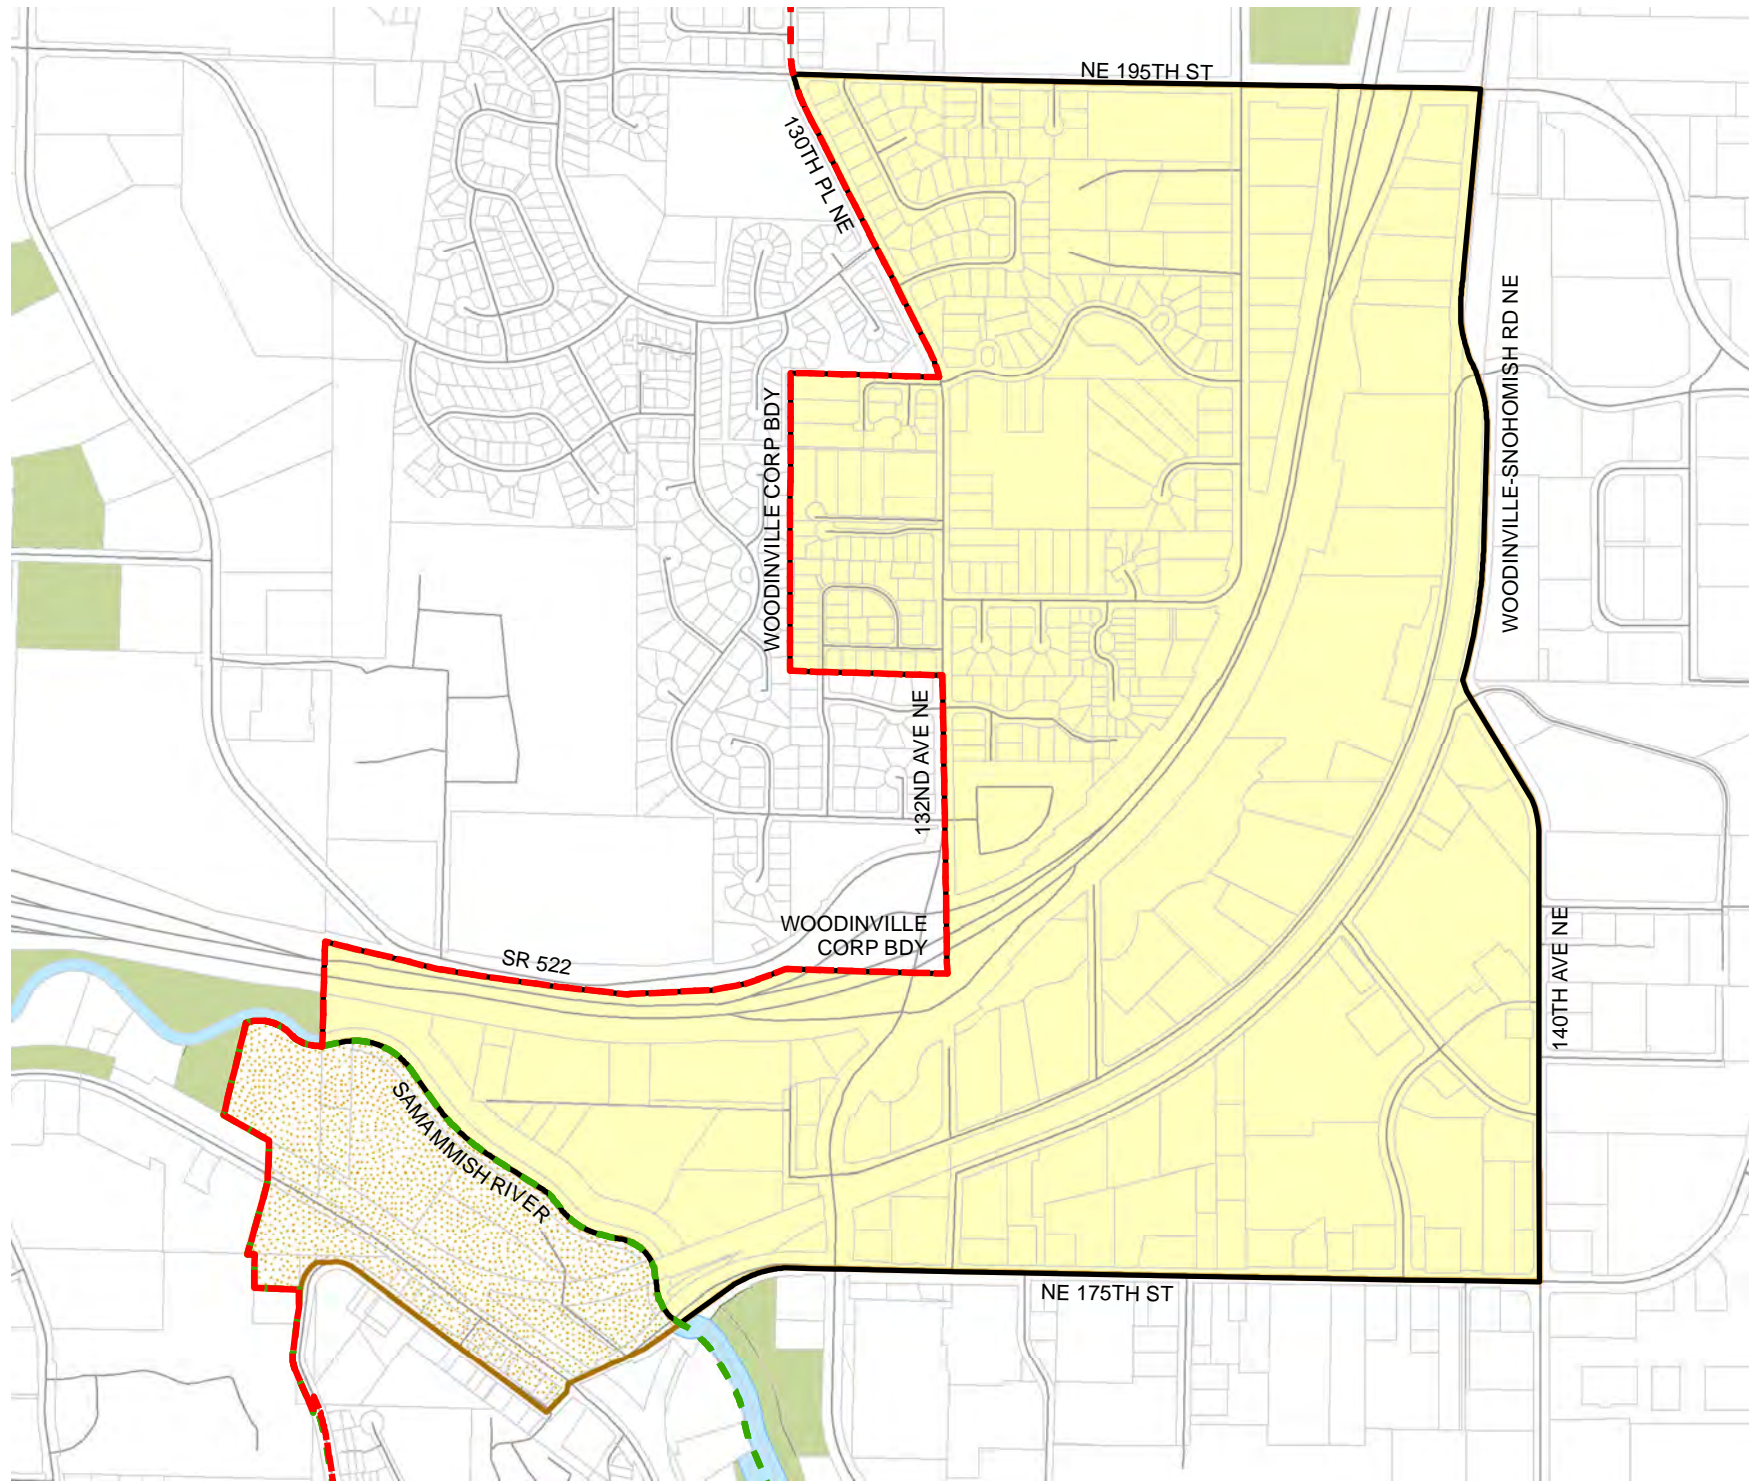 NE 195TH ST
130TH PL NE
WOODINVILLE-SNOHOMISH RD NE
WOODINVILLE CORP BDY
132ND AVE NE
WOODINVILLE
CORP BDY
SR 522
140TH AVE NE
SAMAMMISH RIVER
NE 175TH ST